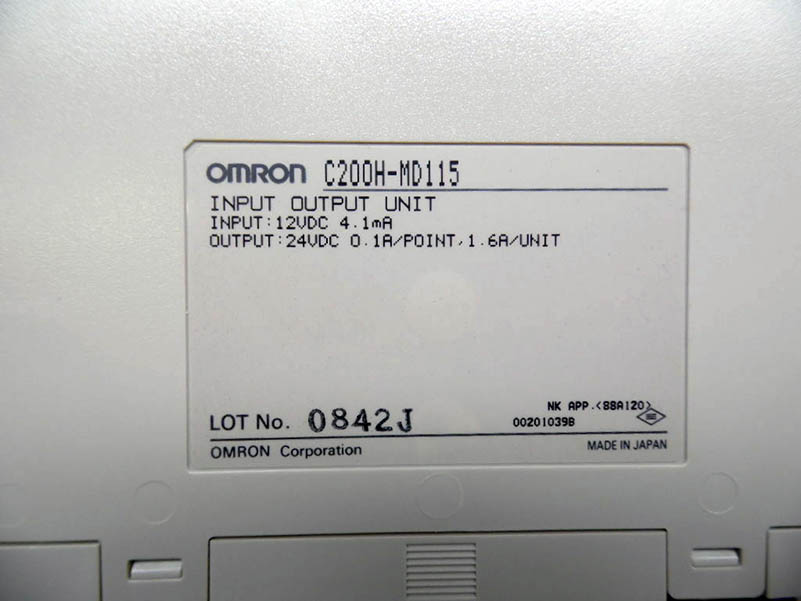 OMRON C200H-MD115
INPUT OUTPUT UNIT
INPUT:12VDC 4.1mA
OUTPUT:24VDC 0.1A/POINT,1.6A/UNIT
NK APP.<88A120>
LOT No. 0842J
00201039B
OMRON Corporation
MADE IN JAPAN